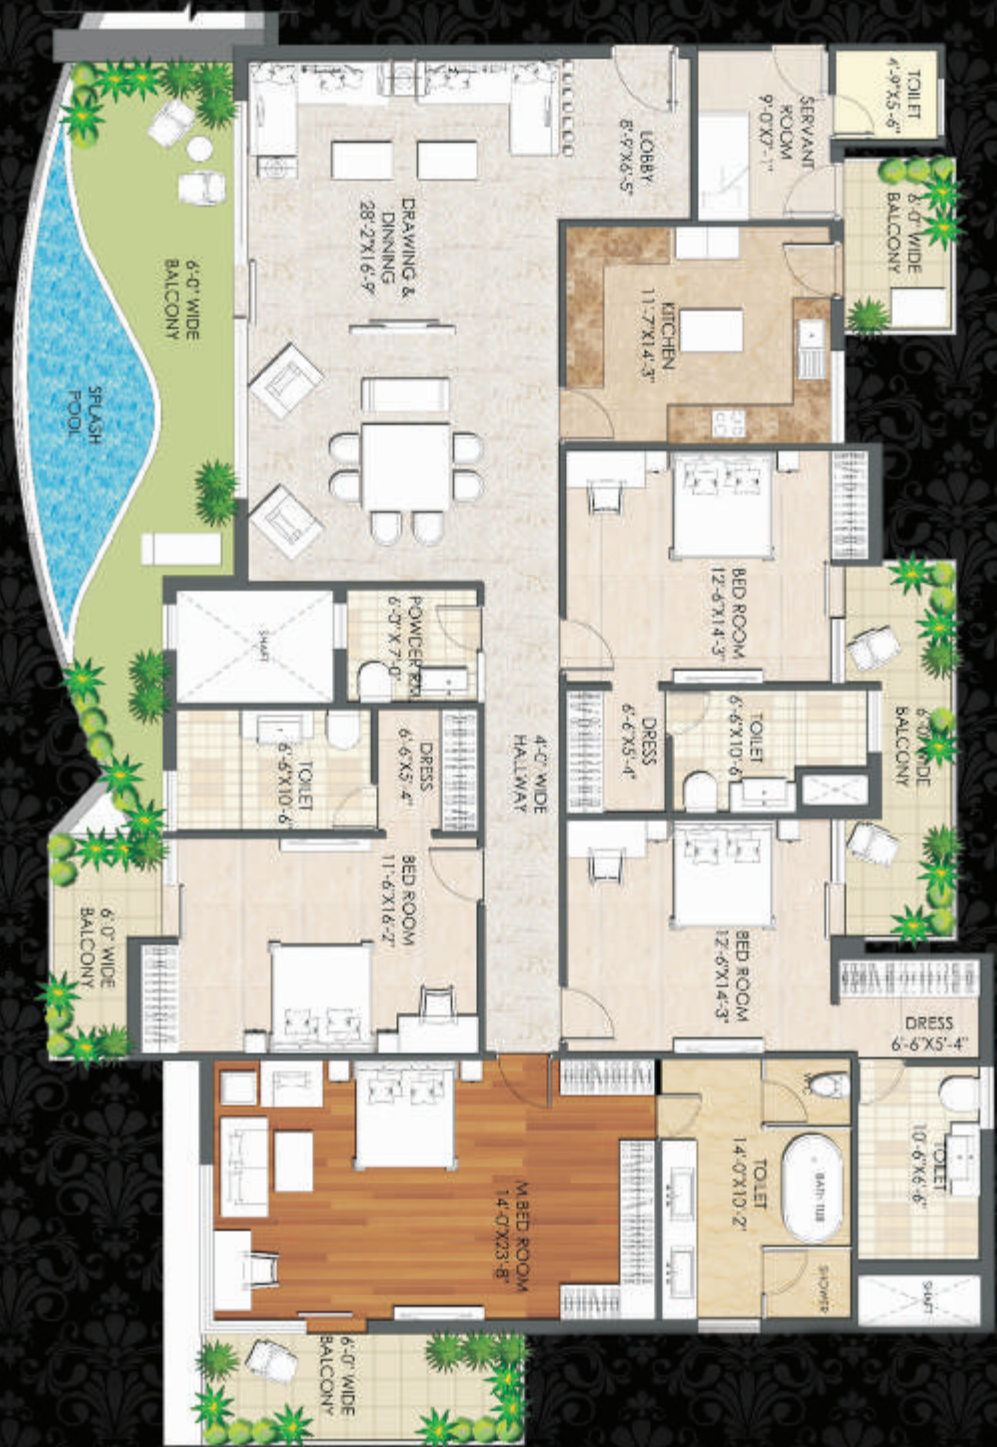 TOILET
4'-9"X5'-6"
SERVANT
ROOM
9'-0"X7'-1"
LOBBY
8'-9"X6'-5"
6'-0" WIDE
BALCONY
DRAWING &
DINNING
28'-2"X16'-9"
6'-0" WIDE
BALCONY
KITCHEN
11'-7"X14'-3"
SPLASH
POOL
BED ROOM
12'-6"X14'-3"
POWDER RM.
6'-0" X 7'-0"
SHAFT
6'-0" WIDE
BALCONY
TOILET
6'-6"X10'-6"
DRESS
6'-6"X5'-4"
4'-0" WIDE
HALLWAY
DRESS
6'-6"X5'-4"
TOILET
6'-6"X10'-6"
BED ROOM
11'-6"X16'-2"
6'-0" WIDE
BALCONY
BED ROOM
12'-6"X14'-3"
DRESS
6'-6"X5'-4"
W.C
TOILET
10'-6"X6'-6"
TOILET
14'-0"X10'-2"
BATH TUB
M.BED ROOM
14'-0"X23'-8"
SHOWER
SHAFT
6'-0" WIDE
BALCONY